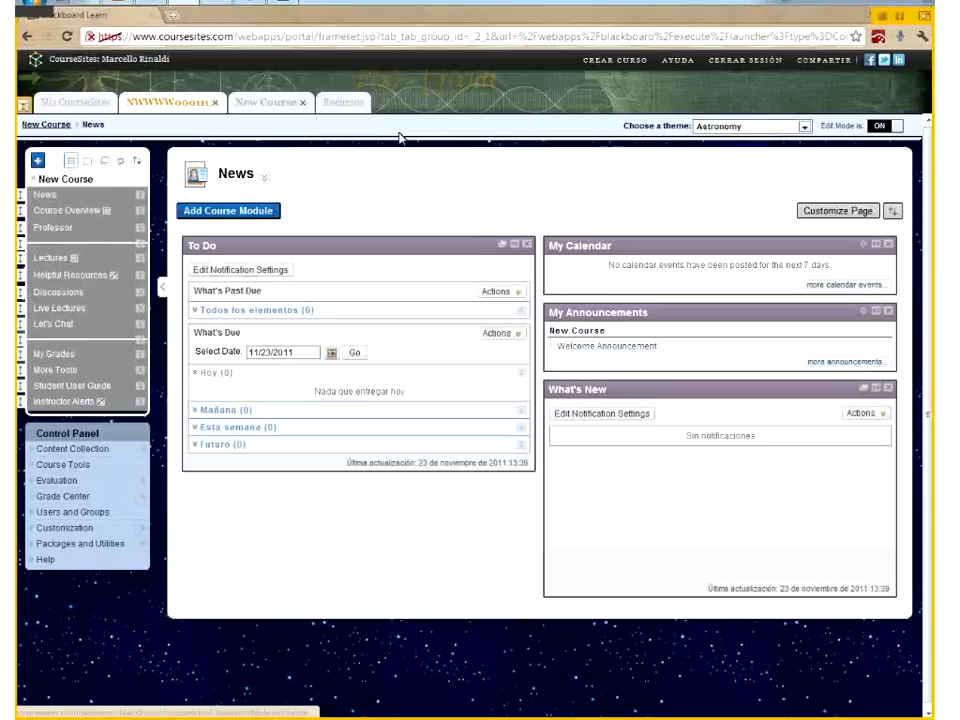 Blackboard Learn
https://www.coursesites.com/webapps/portal/frameset.jsp?tab_tab_group_id=_2_1&url=%2Fwebapps%2Fblackboard%2Fexecute%2Flauncher%3Ftype%3DCo
CourseSites: Marcello Rinaldi
CREAR CURSO AYUDA CERRAR SESIÓN COMPARTIR |
Mis CourseSites NWWWW000111 × New Course × Recursos
New Course > News
Choose a theme: Astronomy
Edit Mode is: ON
New Course
News
Course Overview
Professor
Lectures
Helpful Resources
Discussions
Live Lectures
Let's Chat
My Grades
More Tools
Student User Guide
Instructor Alerts
Control Panel
Content Collection
Course Tools
Evaluation
Grade Center
Users and Groups
Customization
Packages and Utilities
Help
News
Add Course Module
Customize Page
To Do
Edit Notification Settings
What's Past Due
Actions
Todos los elementos (0)
What's Due
Actions
Select Date: 11/23/2011 Go
Hoy (0)
Nada que entregar hoy
Mañana (0)
Esta semana (0)
Futuro (0)
Última actualización: 23 de noviembre de 2011 13:39
My Calendar
No calendar events have been posted for the next 7 days.
more calendar events...
My Announcements
New Course
Welcome Announcement
more announcements...
What's New
Edit Notification Settings
Actions
Sin notificaciones
Última actualización: 23 de noviembre de 2011 13:39